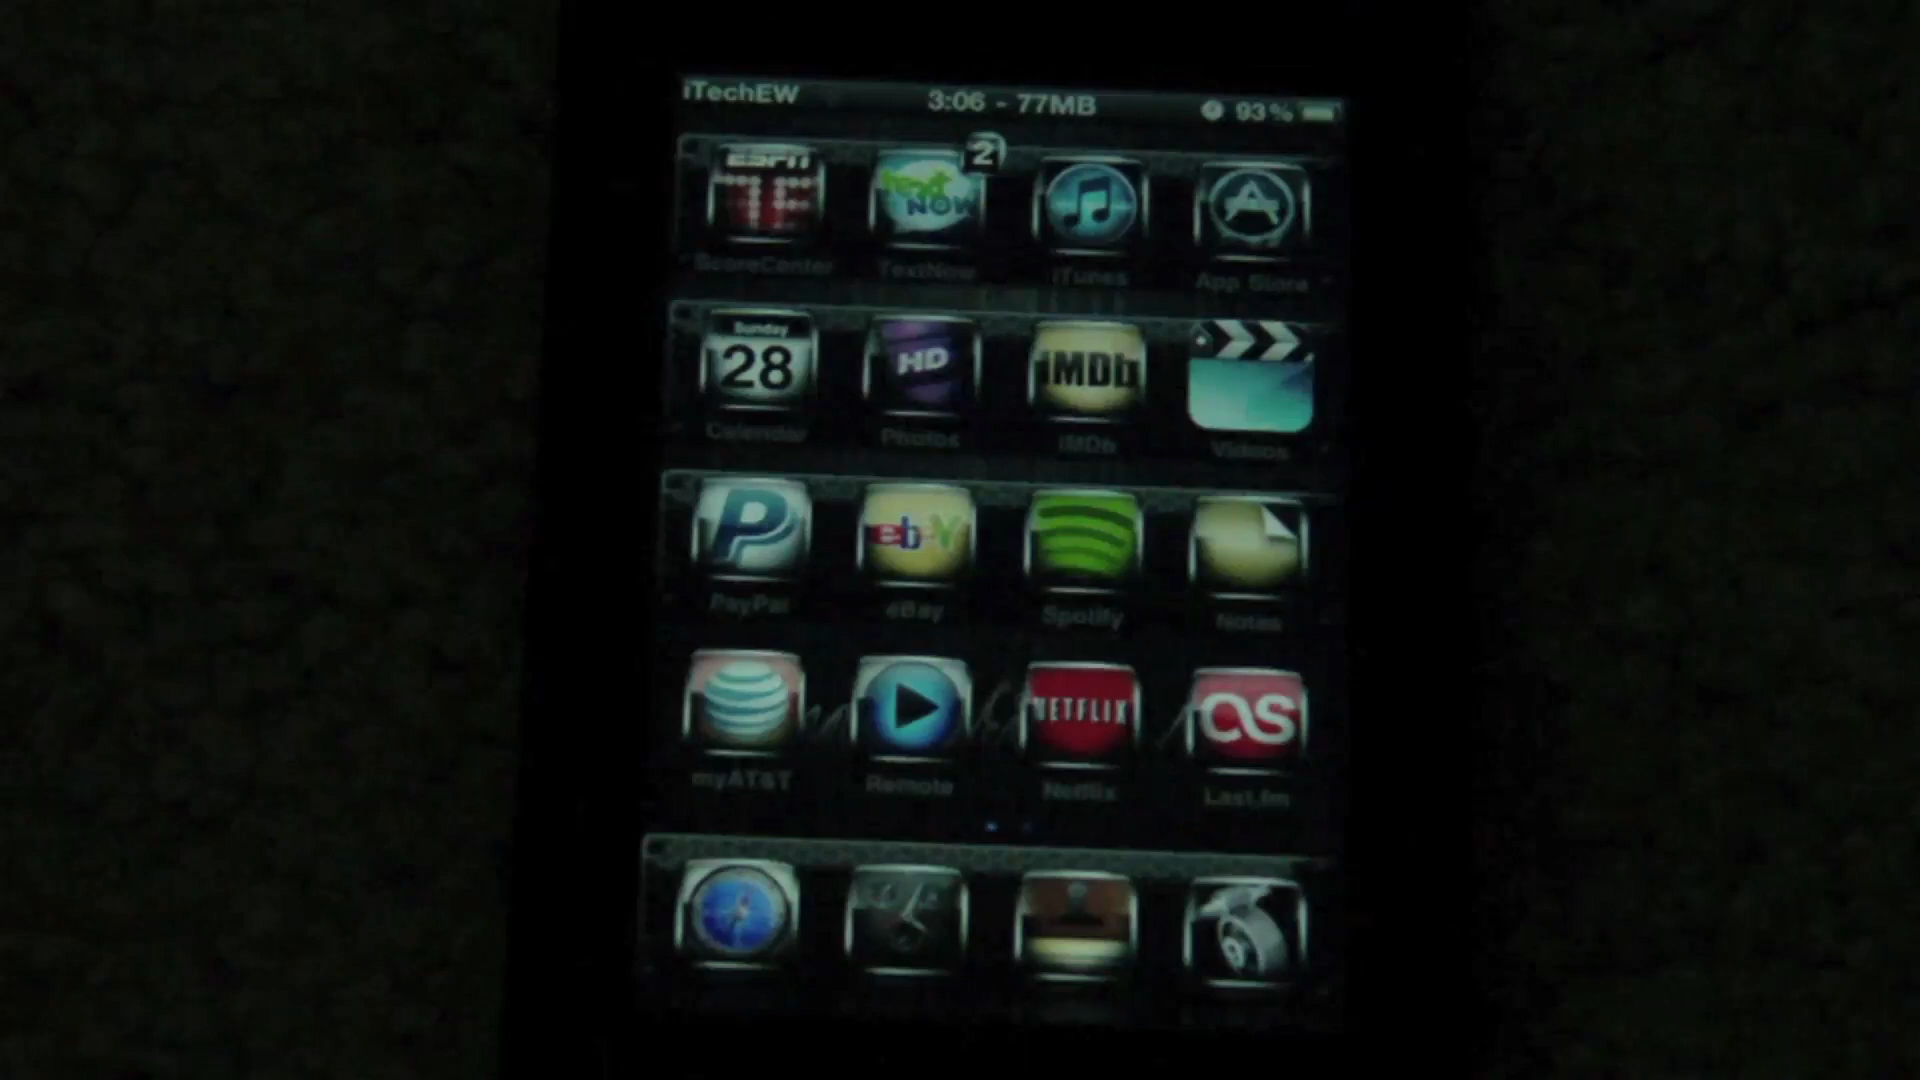 iTechEW 3:06 - 77MB 93%
ESPN text NOW 2
ScoreCenter TextNow iTunes App Store
Sunday
28 HD IMDb
Calendar Photos IMDb Videos
P ebay
PayPal eBay Spotify Notes
NETFLIX
myAT&T Remote Netflix Last.fm